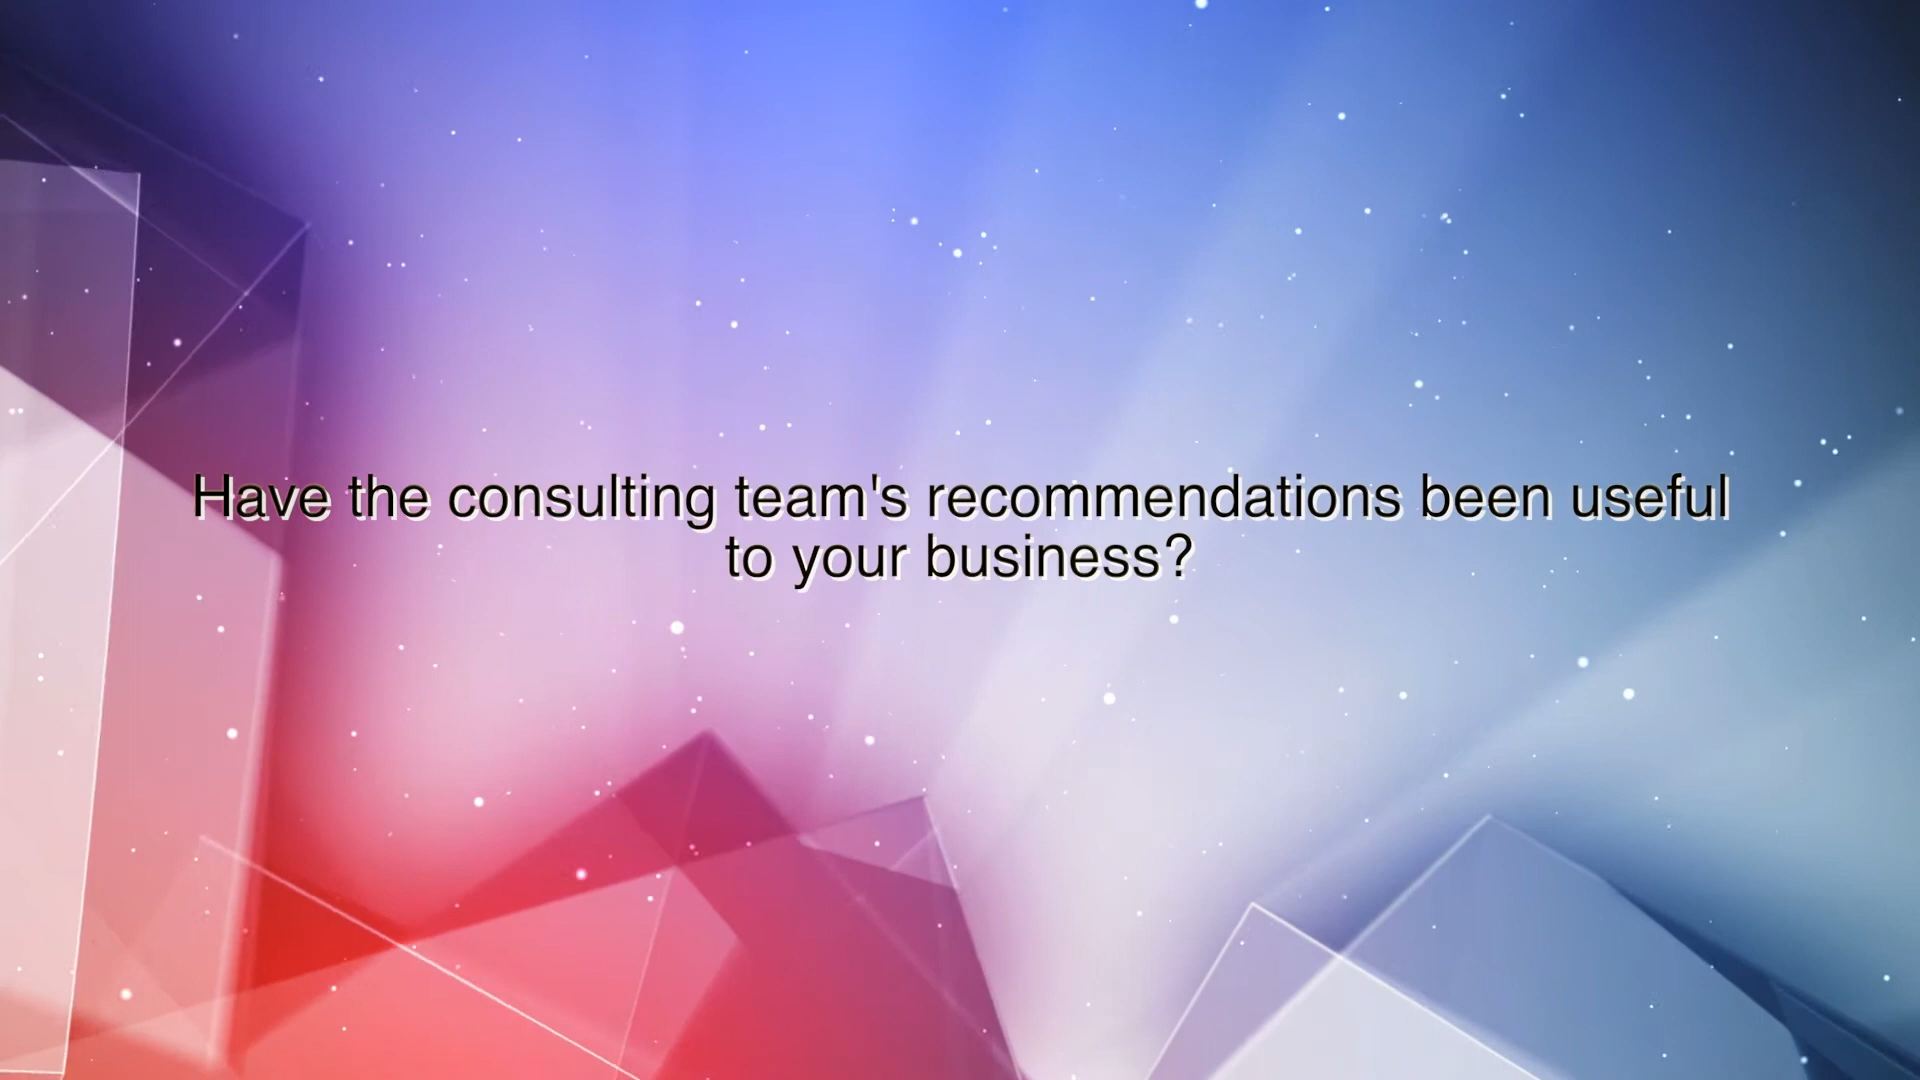 Have the consulting team's recommendations been useful
to your business?